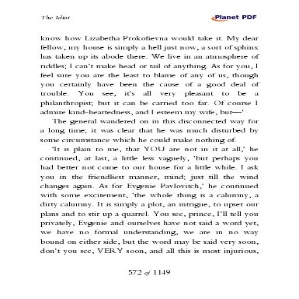 The Idiot
Planet PDF
know how Lizabetha Prokofievna would take it. My dear
fellow, my house is simply a hell just now, a sort of sphinx
has taken up its abode there. We live in an atmosphere of
riddles; I can't make head or tail of anything. As for you, I
feel sure you are the least to blame of any of us, though
you certainly have been the cause of a good deal of
trouble. You see, it's all very pleasant to be a
philanthropist; but it can be carried too far. Of course I
admire kind-heartedness, and I esteem my wife, but—'
The general wandered on in this disconnected way for
a long time; it was clear that he was much disturbed by
some circumstance which he could make nothing of.
'It is plain to me, that YOU are not in it at all,' he
continued, at last, a little less vaguely, 'but perhaps you
had better not come to our house for a little while. I ask
you in the friendliest manner, mind; just till the wind
changes again. As for Evgenie Pavlovitch,' he continued
with some excitement, 'the whole thing is a calumny, a
dirty calumny. It is simply a plot, an intrigue, to upset our
plans and to stir up a quarrel. You see, prince, I'll tell you
privately, Evgenie and ourselves have not said a word yet,
we have no formal understanding, we are in no way
bound on either side, but the word may be said very soon,
don't you see, VERY soon, and all this is most injurious,
572 of 1149